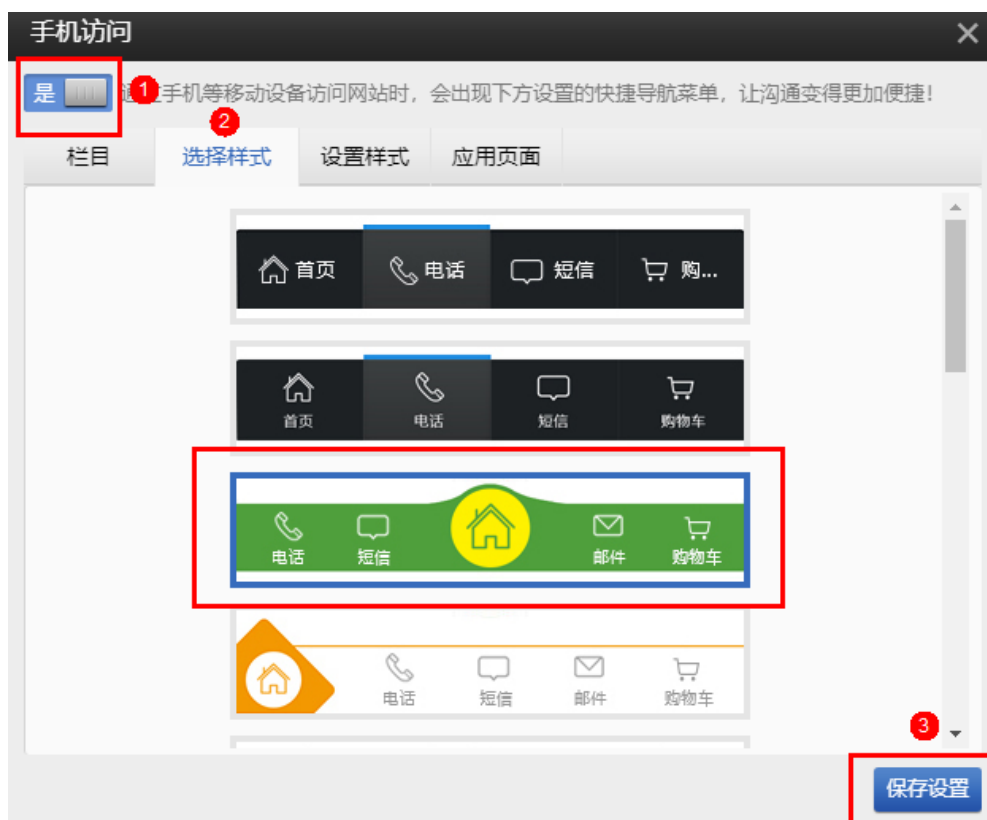 手机访问
是 1 手机等移动设备访问网站时，会出现下方设置的快捷导航菜单，让沟通变得更加便捷！
2
栏目 选择样式 设置样式 应用页面
首页 电话 短信 购...
首页 电话 短信 购物车
电话 短信 邮件 购物车
电话 短信 邮件 购物车
3
保存设置